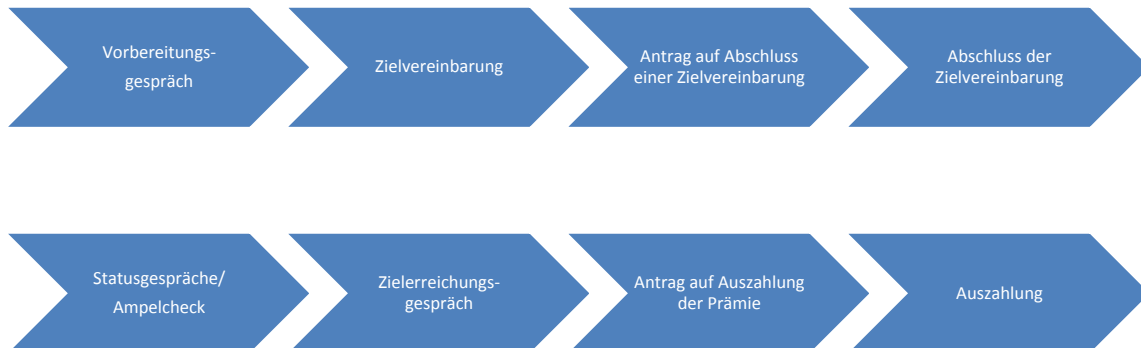 Vorbereitungs-
gespräch
Zielvereinbarung
Antrag auf Abschluss
einer Zielvereinbarung
Abschluss der
Zielvereinbarung
Statusgespräche/
Ampelcheck
Zielerreichungs-
gespräch
Antrag auf Auszahlung
der Prämie
Auszahlung